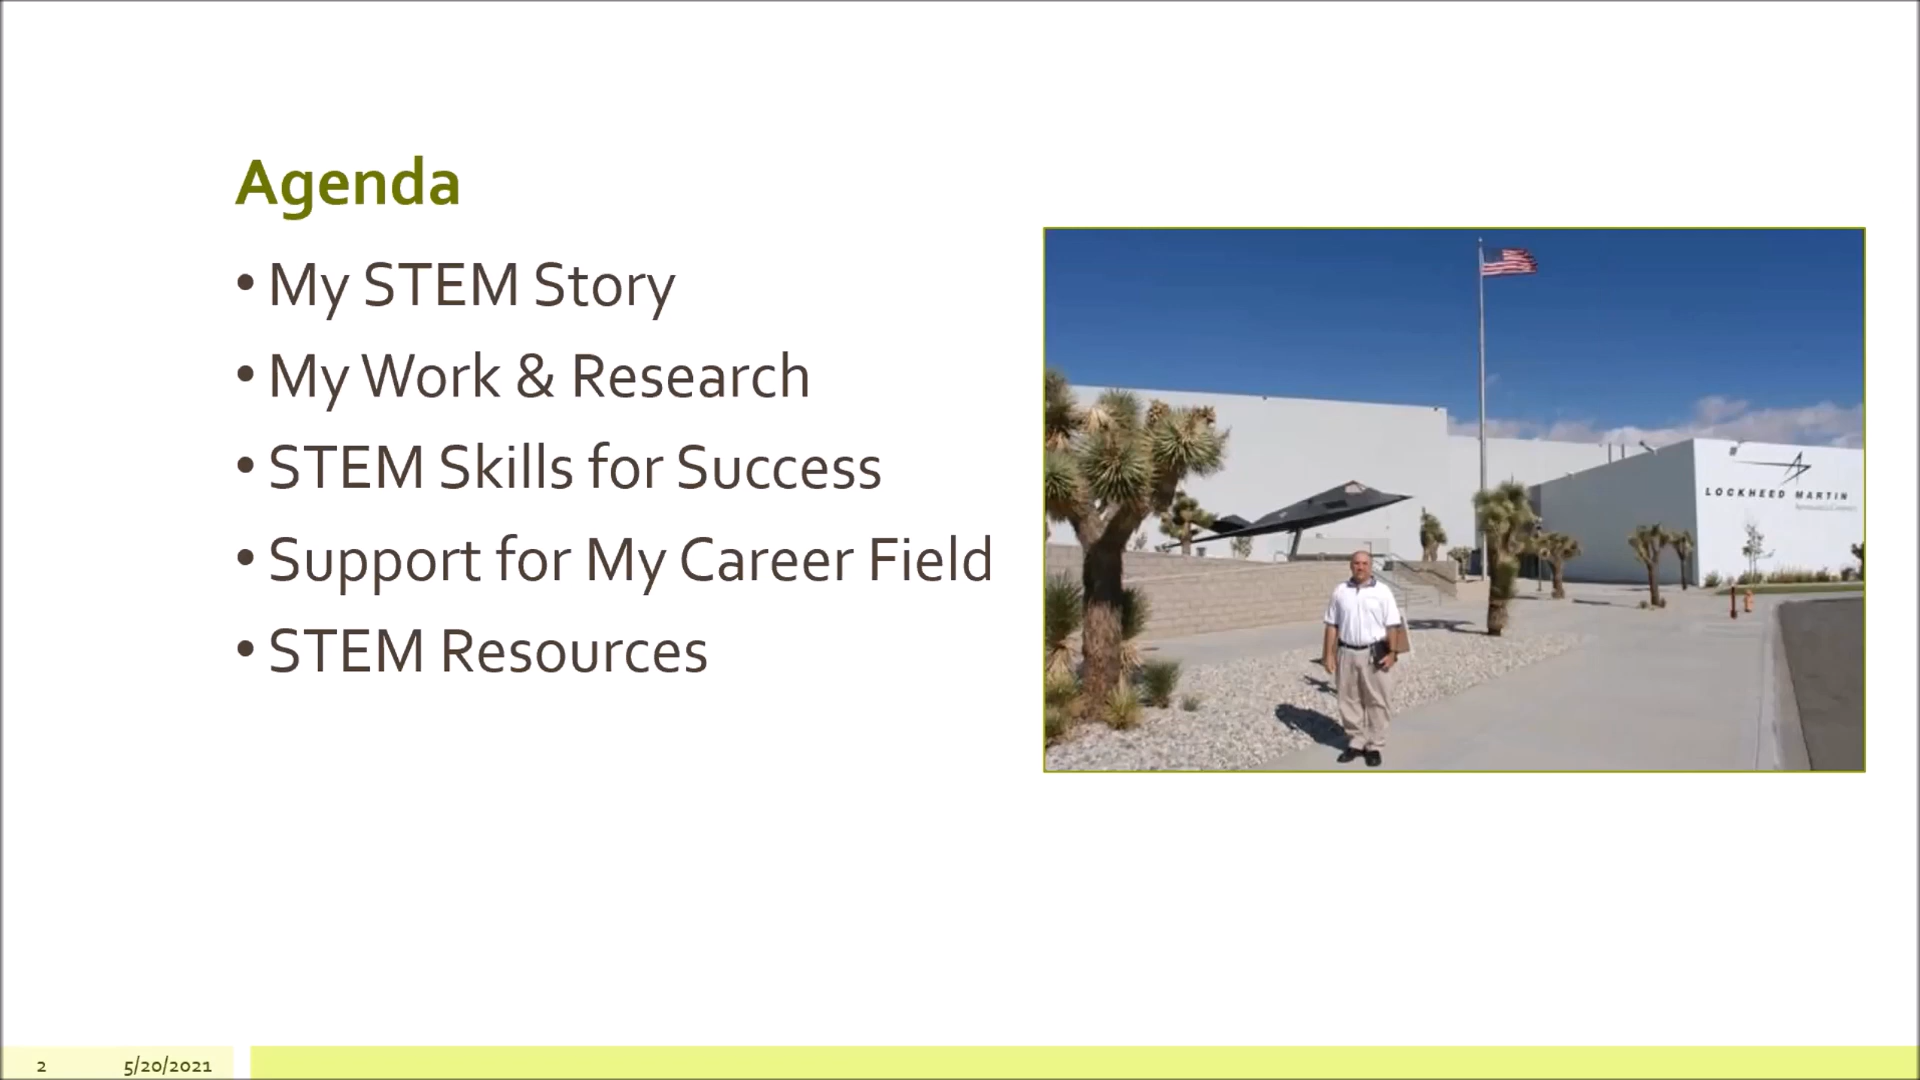 Agenda
• My STEM Story
• My Work & Research
• STEM Skills for Success
• Support for My Career Field
• STEM Resources
LOCKHEED MARTIN
2
5/20/2021